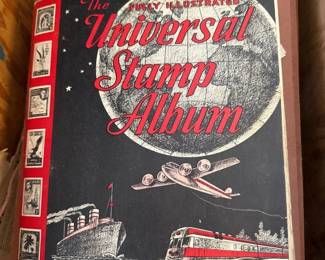 The
FULLY ILLUSTRATED
Universal
Stamp
Album